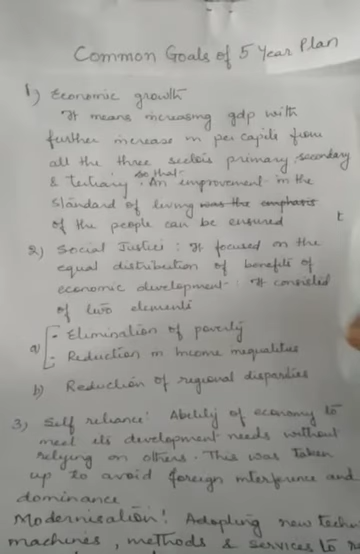 Common Goals of 5 Year Plan
1) Economic growth
It means increasing gdp with
further increase in per capita from
all the three sectors primary, secondary
& tertiary. so that An improvement in the
standard of living was the emphasis
of the people can be ensured
t
2) Social Justice : It focused on the
equal distribution of benefits of
economic development : It consisted
of two elements
a) - Elimination of poverty
- Reduction in Income inequalities
b) Reduction of regional disparities
3) Self reliance : Ability of economy to
meet its development needs without
relying on others. This was taken
up to avoid foreign interference and
dominance
Modernisation : Adopting new
machines, methods & services to